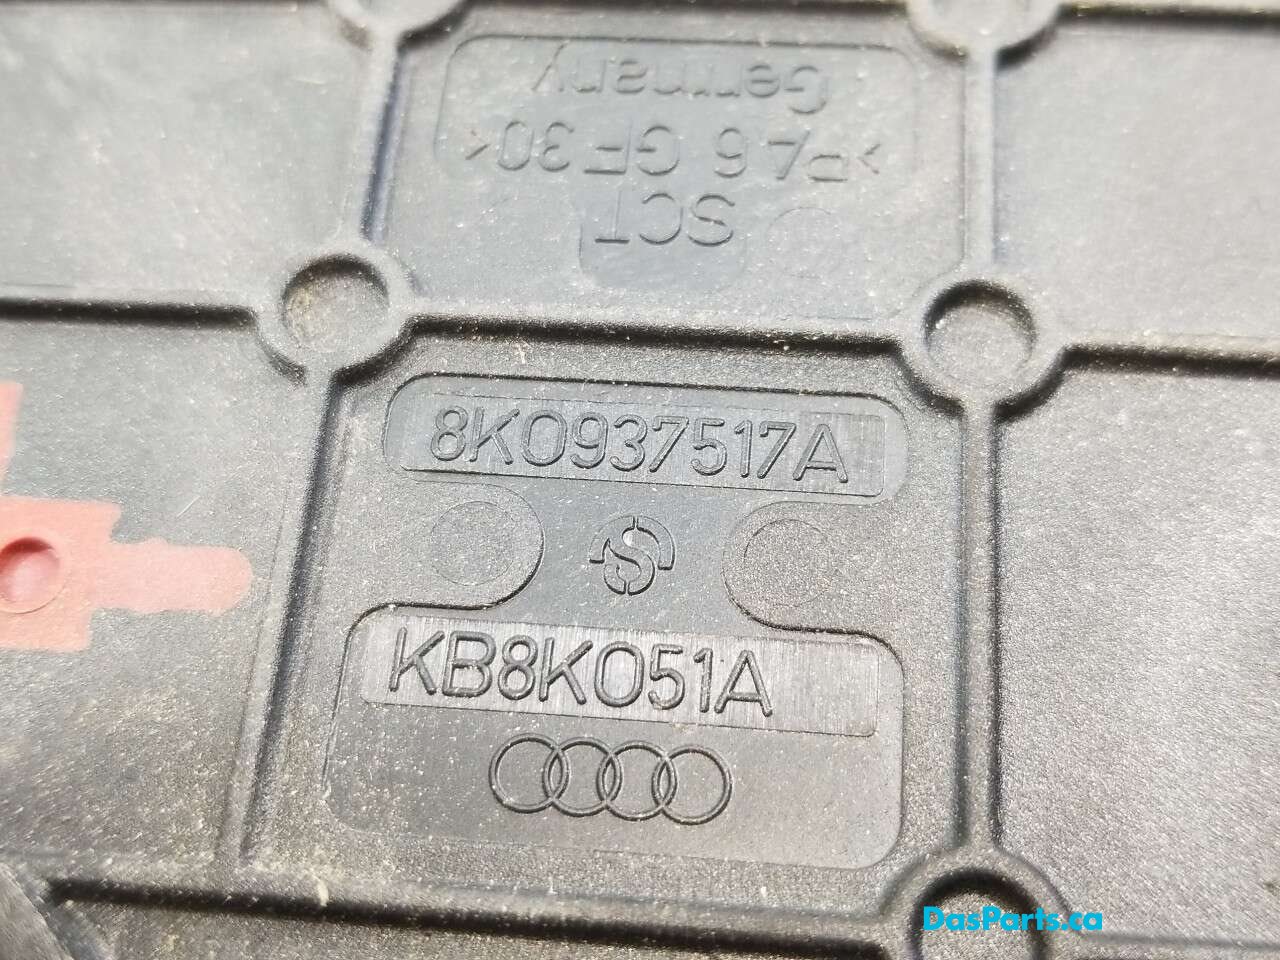 Germany
>PA6 GF30<
SCT
8K0937517A
S
KB8K051A
DasParts.ca